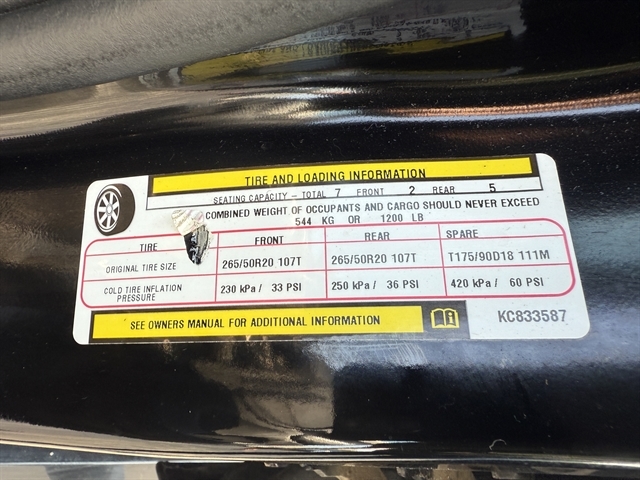 TIRE AND LOADING INFORMATION
SEATING CAPACITY - TOTAL 7 FRONT 2 REAR 5
COMBINED WEIGHT OF OCCUPANTS AND CARGO SHOULD NEVER EXCEED
544 KG OR 1200 LB
TIRE FRONT REAR SPARE
ORIGINAL TIRE SIZE 265/50R20 107T 265/50R20 107T T175/90D18 111M
COLD TIRE INFLATION PRESSURE 230 kPa / 33 PSI 250 kPa / 36 PSI 420 kPa / 60 PSI
SEE OWNERS MANUAL FOR ADDITIONAL INFORMATION
KC833587